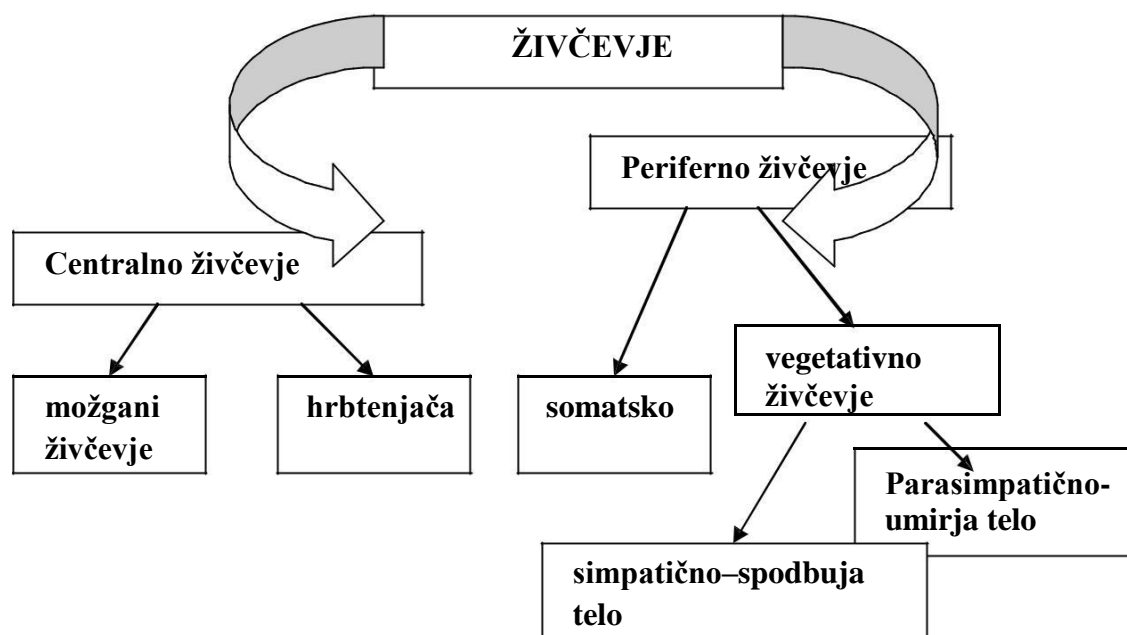 ŽIVČEVJE
Periferno živčevje
Centralno živčevje
možgani
živčevje
hrbtenjača
somatsko
vegetativno
živčevje
Parasimpatično-
umirja telo
simpatično–spodbuja
telo